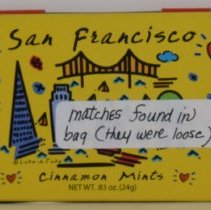 San Francisco
matches found in
bag (they were loose)
Cinnamon Mints
NET WT. .83 oz. (24g)